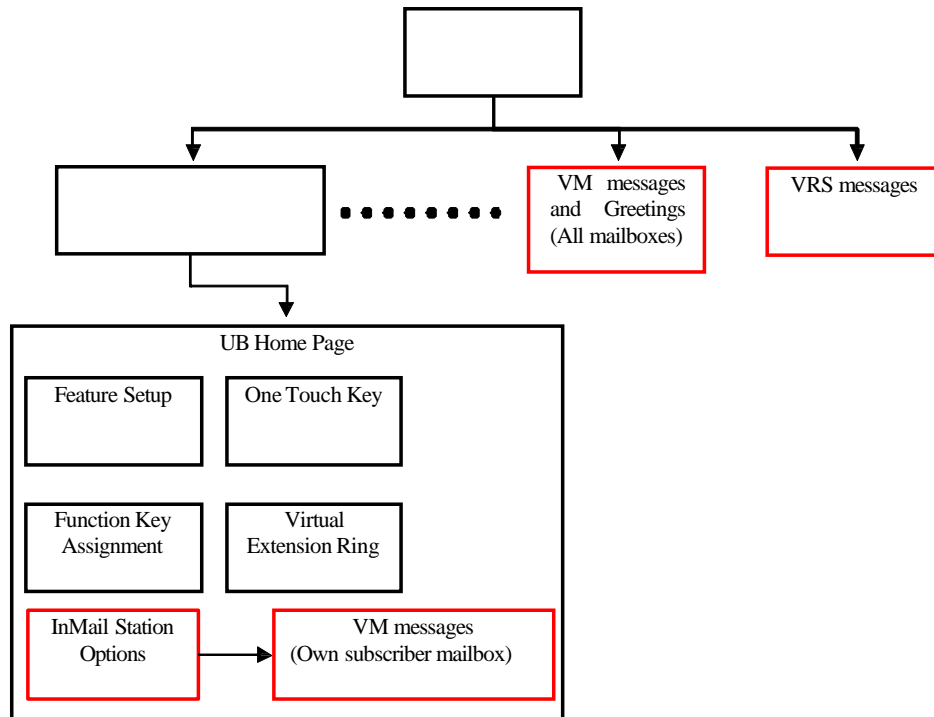 VM messages
and Greetings
(All mailboxes)
VRS messages
UB Home Page
Feature Setup
One Touch Key
Function Key
Assignment
Virtual
Extension Ring
InMail Station
Options
VM messages
(Own subscriber mailbox)